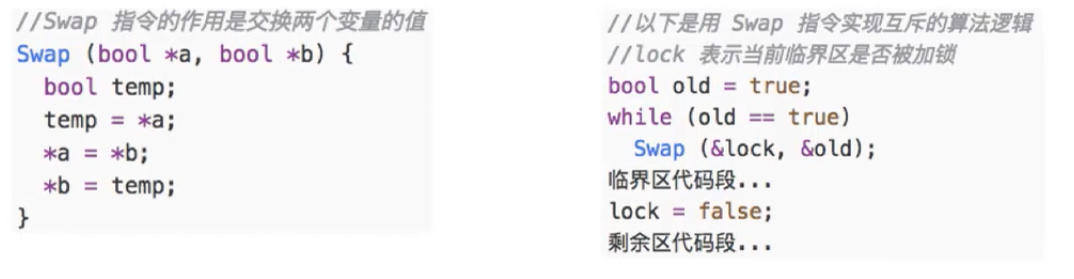 //Swap 指令的作用是交换两个变量的值
Swap (bool *a, bool *b) {
  bool temp;
  temp = *a;
  *a = *b;
  *b = temp;
}
//以下是用 Swap 指令实现互斥的算法逻辑
//lock 表示当前临界区是否被加锁
bool old = true;
while (old == true)
  Swap (&lock, &old);
临界区代码段...
lock = false;
剩余区代码段...